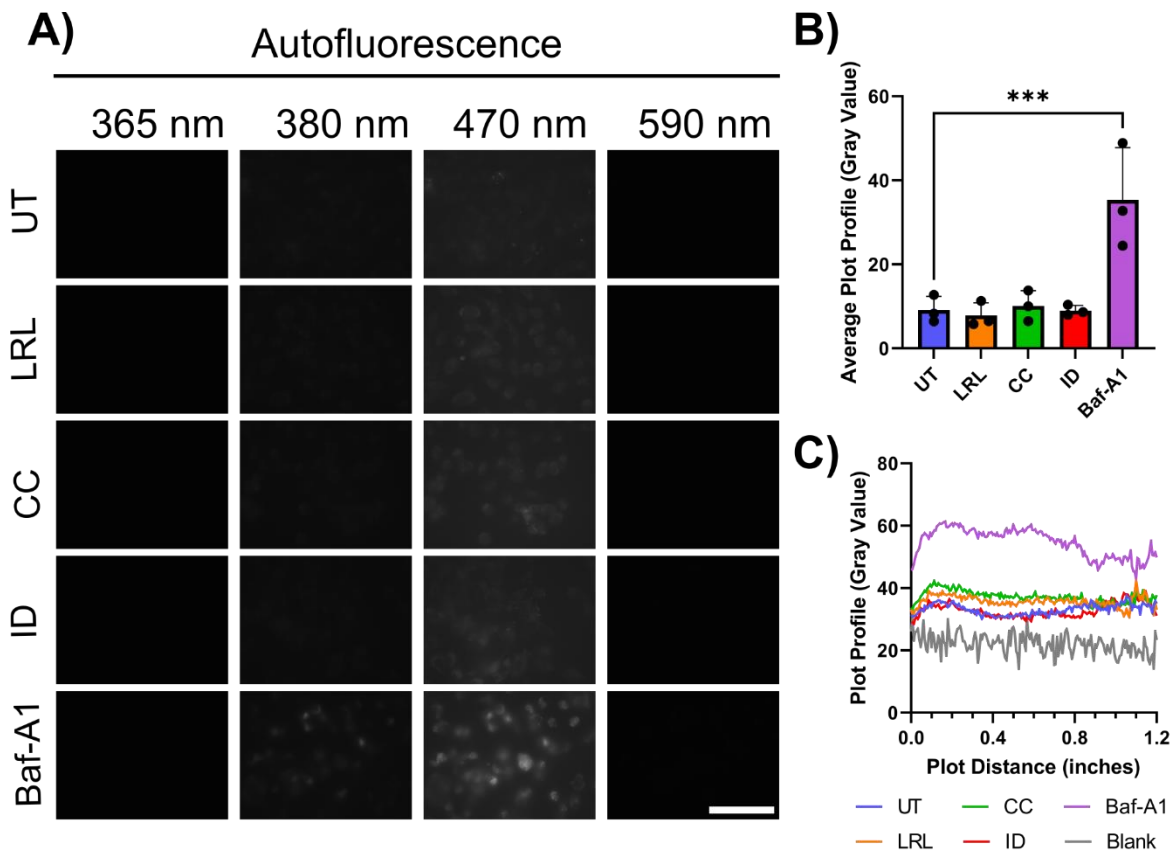 A)
Autofluorescence
365 nm 380 nm 470 nm 590 nm
UT
LRL
CC
ID
Baf-A1
B)
Average Plot Profile (Gray Value)
60
40
20
0
***
UT
LRL
CC
ID
Baf-A1
C)
Plot Profile (Gray Value)
80
60
40
20
0
0.0 0.4 0.8 1.2
Plot Distance (inches)
UT CC Baf-A1
LRL ID Blank